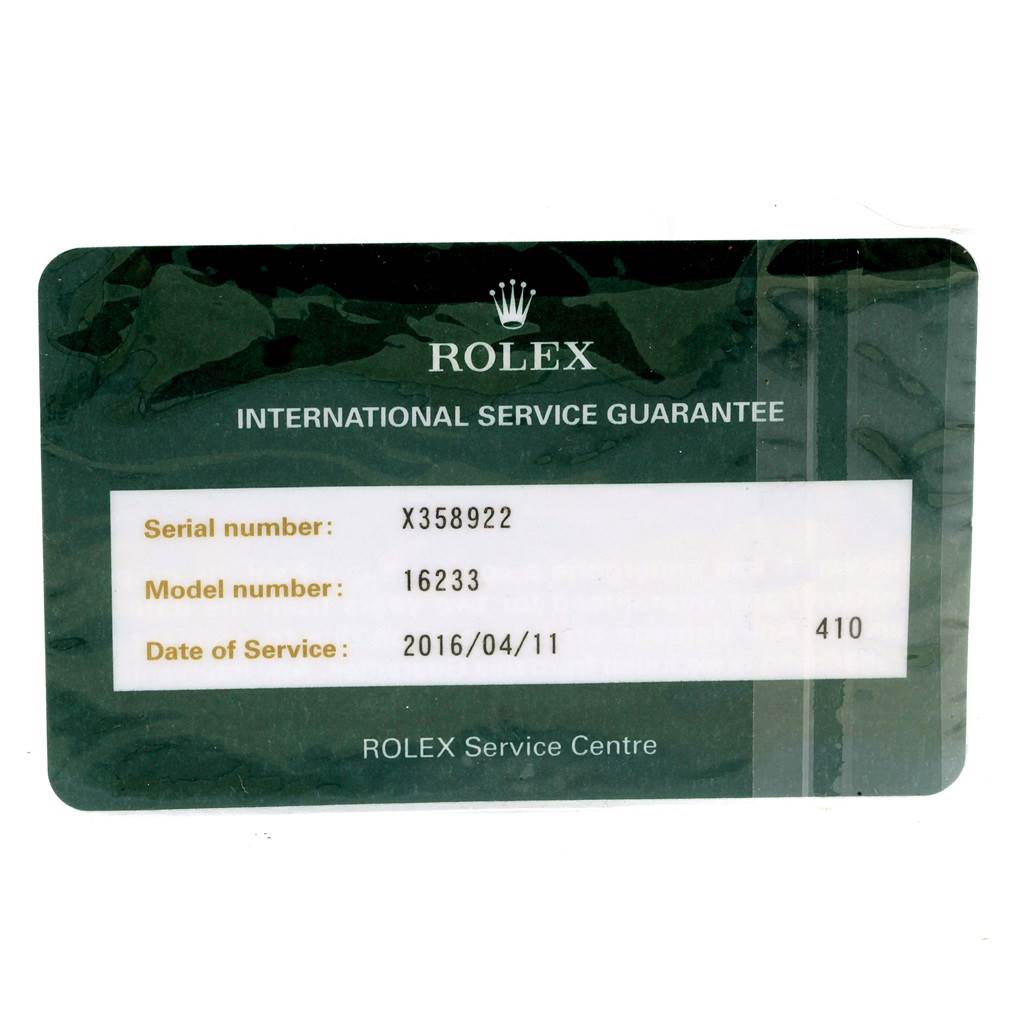 ROLEX
INTERNATIONAL SERVICE GUARANTEE
Serial number: X358922
Model number: 16233
Date of Service: 2016/04/11 410
ROLEX Service Centre